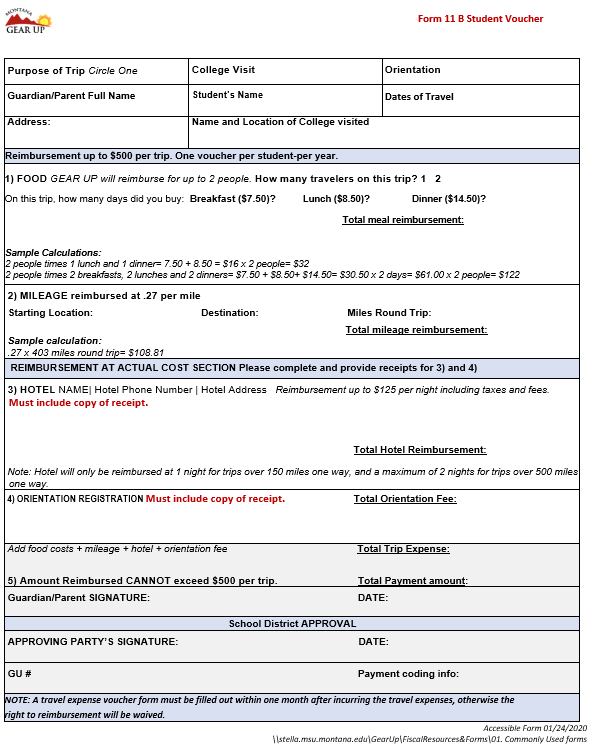 MONTANA
GEAR UP
Form 11 B Student Voucher
Purpose of Trip Circle One College Visit Orientation
Guardian/Parent Full Name Student's Name Dates of Travel
Address: Name and Location of College visited
Reimbursement up to $500 per trip. One voucher per student-per year.
1) FOOD GEAR UP will reimburse for up to 2 people. How many travelers on this trip? 1 2
On this trip, how many days did you buy: Breakfast ($7.50)? Lunch ($8.50)? Dinner ($14.50)?
Total meal reimbursement:
Sample Calculations:
2 people times 1 lunch and 1 dinner= 7.50 + 8.50 = $16 x 2 people= $32
2 people times 2 breakfasts, 2 lunches and 2 dinners= $7.50 + $8.50+ $14.50= $30.50 x 2 days= $61.00 x 2 people= $122
2) MILEAGE reimbursed at .27 per mile
Starting Location: Destination: Miles Round Trip:
Total mileage reimbursement:
Sample calculation:
.27 x 403 miles round trip= $108.81
REIMBURSEMENT AT ACTUAL COST SECTION Please complete and provide receipts for 3) and 4)
3) HOTEL NAME| Hotel Phone Number | Hotel Address Reimbursement up to $125 per night including taxes and fees.
Must include copy of receipt.
Total Hotel Reimbursement:
Note: Hotel will only be reimbursed at 1 night for trips over 150 miles one way, and a maximum of 2 nights for trips over 500 miles
one way.
4) ORIENTATION REGISTRATION Must include copy of receipt. Total Orientation Fee:
Add food costs + mileage + hotel + orientation fee Total Trip Expense:
5) Amount Reimbursed CANNOT exceed $500 per trip. Total Payment amount:
Guardian/Parent SIGNATURE: DATE:
School District APPROVAL
APPROVING PARTY'S SIGNATURE: DATE:
GU # Payment coding info:
NOTE: A travel expense voucher form must be filled out within one month after incurring the travel expenses, otherwise the
right to reimbursement will be waived.
Accessible Form 01/24/2020
\\stella.msu.montana.edu\GearUp\FiscalResources&Forms\01. Commonly Used forms